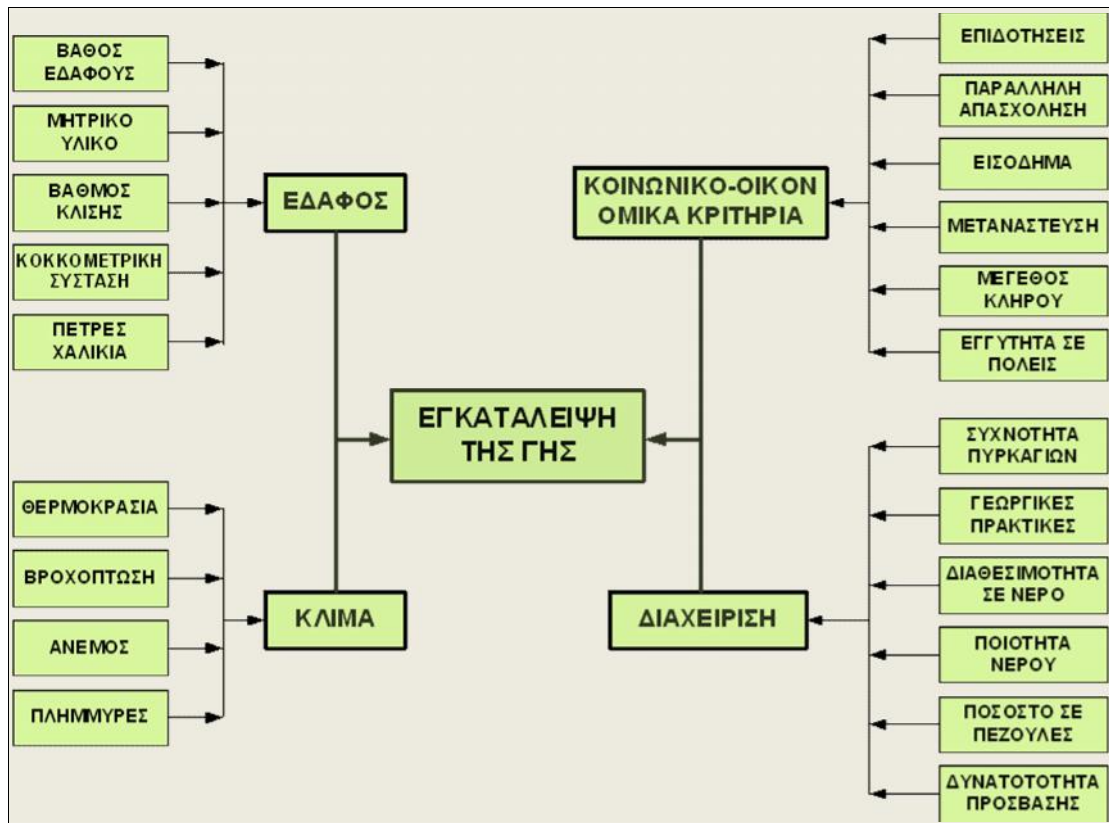 ΒΑΘΟΣ
ΕΔΑΦΟΥΣ
ΜΗΤΡΙΚΟ
ΥΛΙΚΟ
ΒΑΘΜΟΣ
ΚΛΙΣΗΣ
ΚΟΚΚΟΜΕΤΡΙΚΗ
ΣΥΣΤΑΣΗ
ΠΕΤΡΕΣ
ΧΑΛΙΚΙΑ
ΕΔΑΦΟΣ
ΘΕΡΜΟΚΡΑΣΙΑ
ΒΡΟΧΟΠΤΩΣΗ
ΑΝΕΜΟΣ
ΠΛΗΜΜΥΡΕΣ
ΚΛΙΜΑ
ΕΓΚΑΤΑΛΕΙΨΗ
ΤΗΣ ΓΗΣ
ΚΟΙΝΩΝΙΚΟ-ΟΙΚΟΝ
ΟΜΙΚΑ ΚΡΙΤΗΡΙΑ
ΕΠΙΔΟΤΗΣΕΙΣ
ΠΑΡΑΛΛΗΛΗ
ΑΠΑΣΧΟΛΗΣΗ
ΕΙΣΟΔΗΜΑ
ΜΕΤΑΝΑΣΤΕΥΣΗ
ΜΕΓΕΘΟΣ
ΚΛΗΡΟΥ
ΕΓΓΥΤΗΤΑ ΣΕ
ΠΟΛΕΙΣ
ΔΙΑΧΕΙΡΙΣΗ
ΣΥΧΝΟΤΗΤΑ
ΠΥΡΚΑΓΙΩΝ
ΓΕΩΡΓΙΚΕΣ
ΠΡΑΚΤΙΚΕΣ
ΔΙΑΘΕΣΙΜΟΤΗΤΑ
ΣΕ ΝΕΡΟ
ΠΟΙΟΤΗΤΑ
ΝΕΡΟΥ
ΠΟΣΟΣΤΟ ΣΕ
ΠΕΖΟΥΛΕΣ
ΔΥΝΑΤΟΤΟΤΗΤΑ
ΠΡΟΣΒΑΣΗΣ